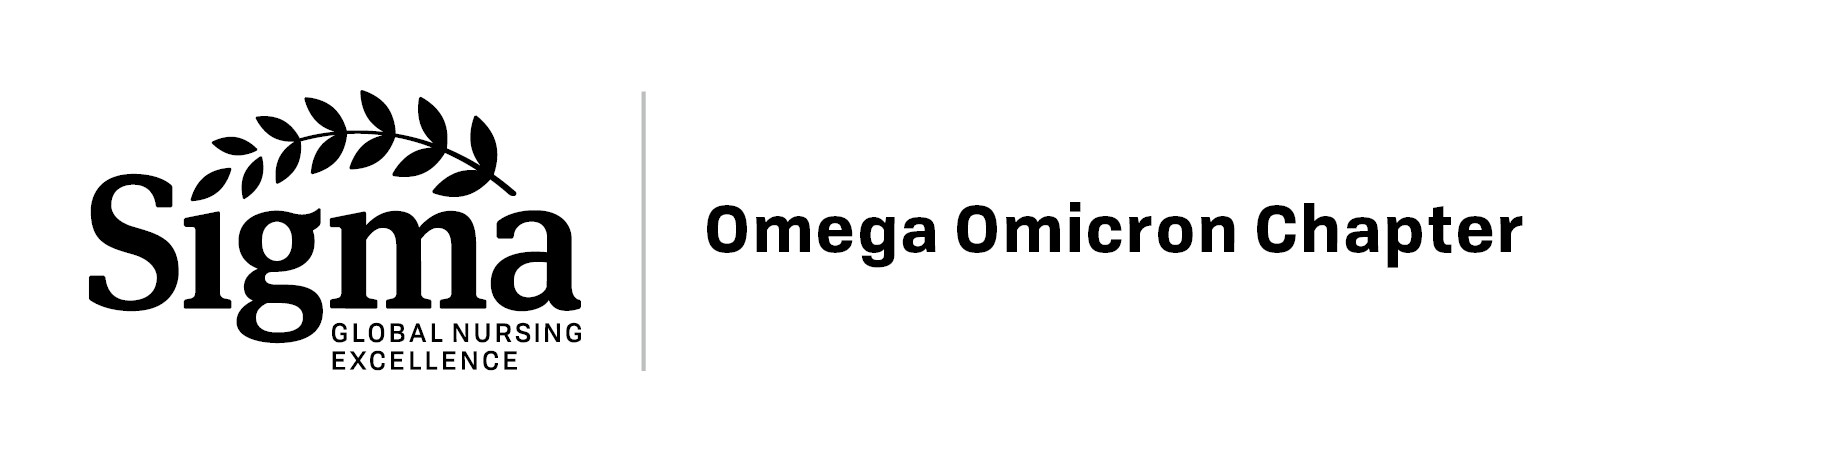 Sigma
GLOBAL NURSING
EXCELLENCE
Omega Omicron Chapter